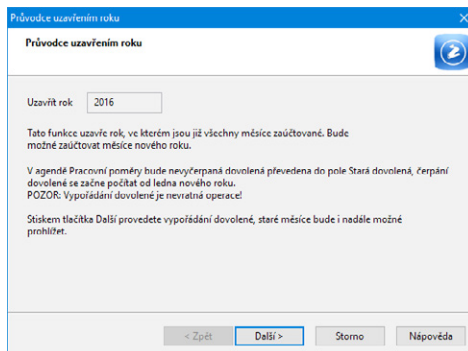 Průvodce uzavřením roku
Průvodce uzavřením roku
Uzavřít rok 2016
Tato funkce uzavře rok, ve kterém jsou již všechny měsíce zaúčtované. Bude
možné zaúčtovat měsíce nového roku.
V agendě Pracovní poměry bude nevyčerpaná dovolená převedena do pole Stará dovolená, čerpání
dovolené se začne počítat od ledna nového roku.
POZOR: Vypořádání dovolené je nevratná operace!
Stiskem tlačítka Další provedete vypořádání dovolené, staré měsíce bude i nadále možné
prohlížet.
< Zpět Další > Storno Nápověda